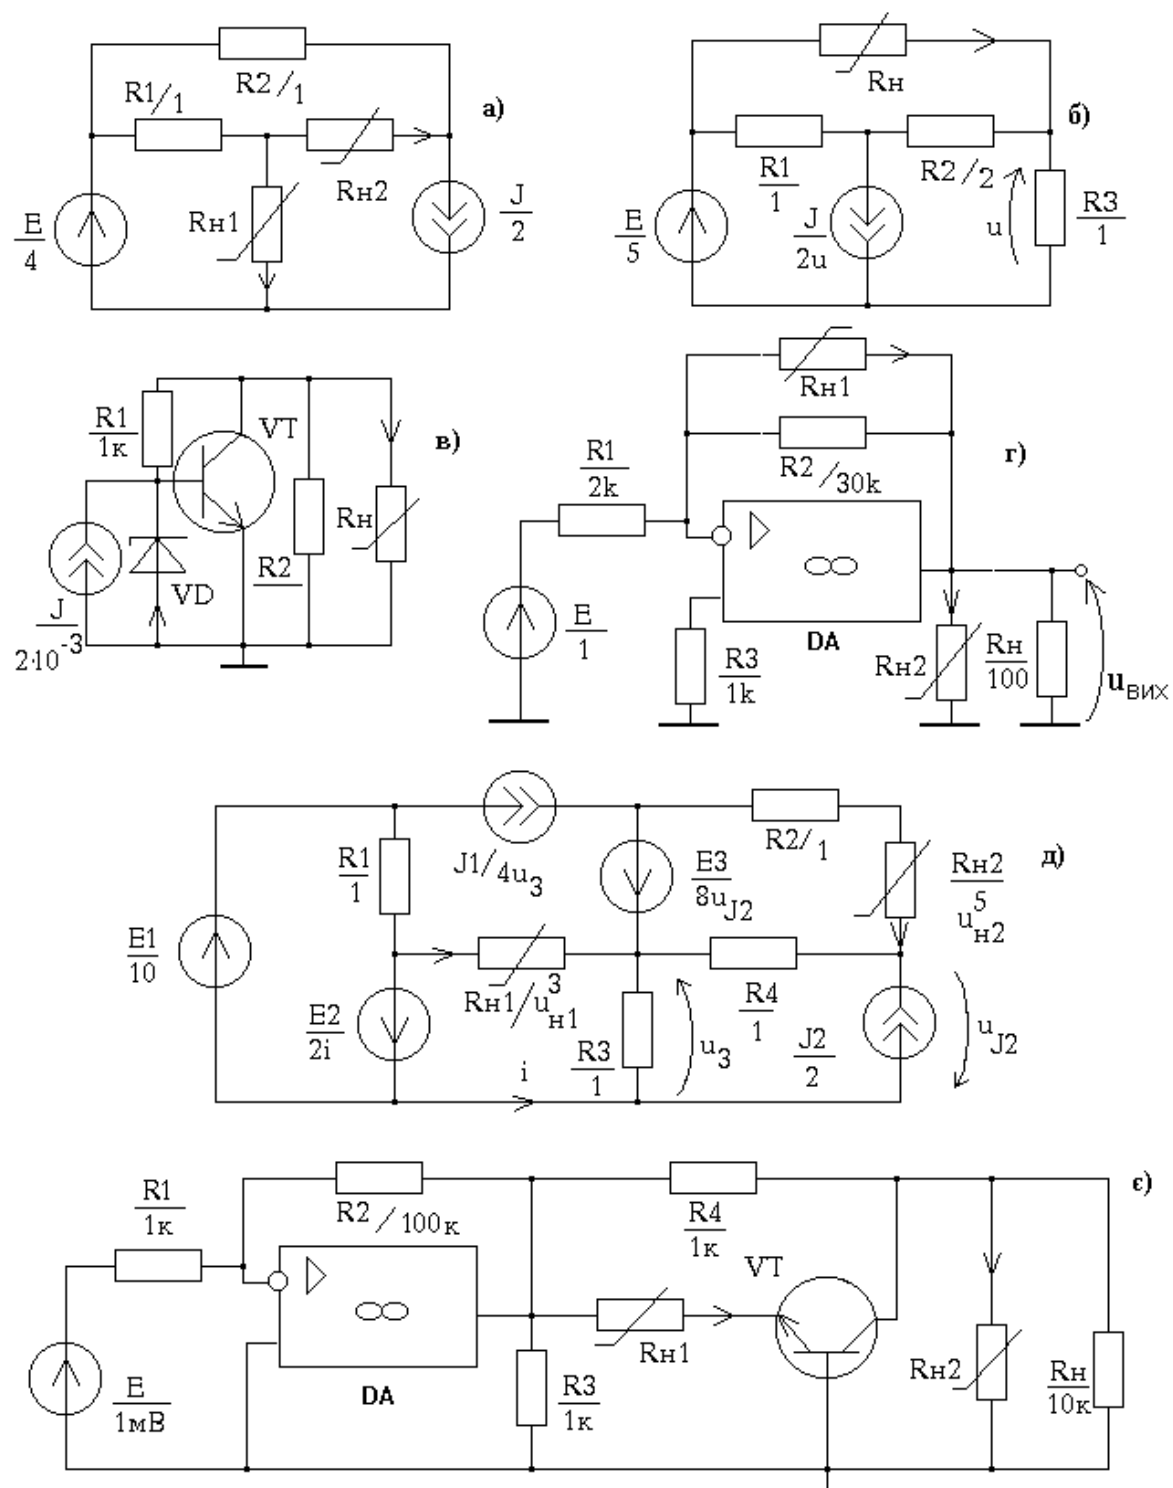 R2/1
R1/1
а)
Rн1
Rн2
E/4
J/2
Rн
б)
R1/1
R2/2
E/5
J/2u
u
R3/1
R1/1к
VT
в)
Rн
J/2·10⁻³
VD
R2
Rн1
R1/2k
R2/30k
г)
∞
E/1
R3/1k
DA
Rн2
Rн/100
uвих
R1/1
J1/4u₃
R2/1
д)
E3/8uJ2
Rн2/5u⁵н2
E1/10
Rн1/u³н1
R4/1
E2/2i
i
R3/1
u₃
J2/2
uJ2
R1/1к
R2/100к
R4/1к
є)
VT
∞
Rн1
E/1мВ
DA
R3/1к
Rн2
Rн/10к